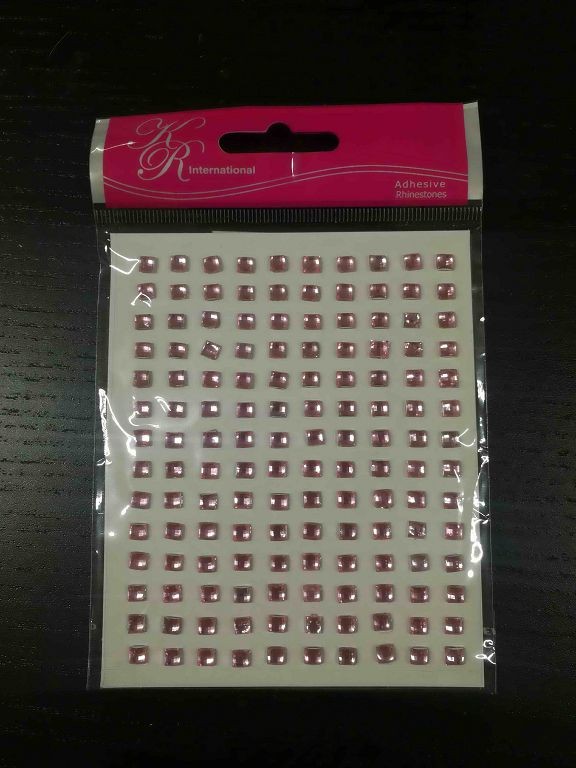 KR International
Adhesive
Rhinestones